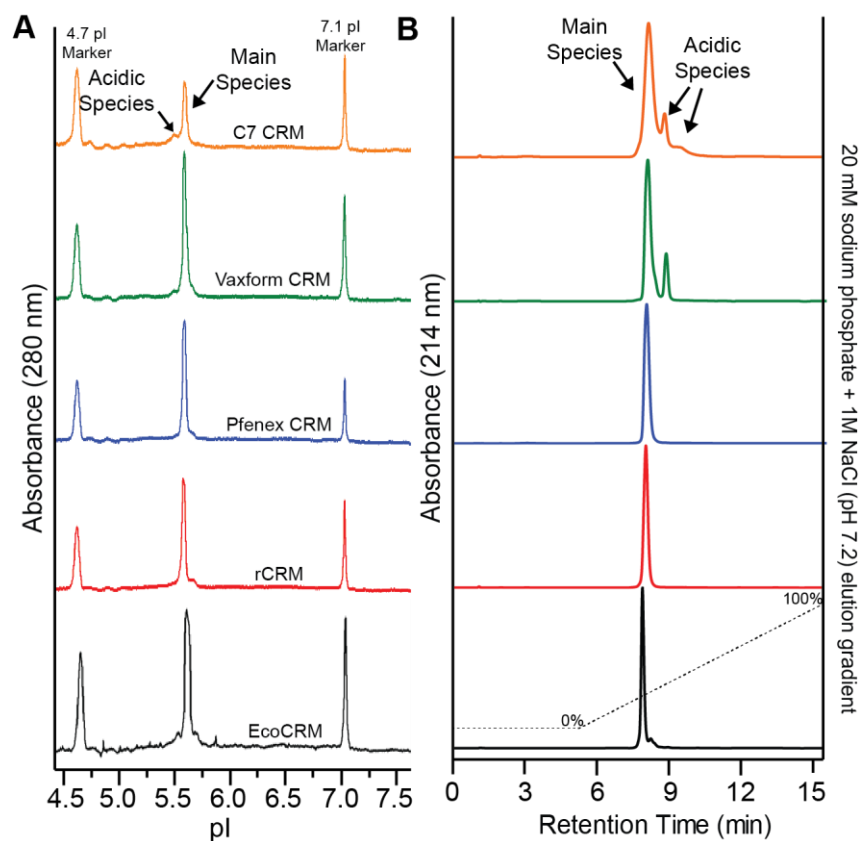 A
4.7 pI
Marker
Acidic
Species
Main
Species
7.1 pI
Marker
C7 CRM
Vaxform CRM
Pfenex CRM
rCRM
EcoCRM
Absorbance (280 nm)
4.5 5.0 5.5 6.0 6.5 7.0 7.5
pI
B
Main
Species
Acidic
Species
100%
0%
Absorbance (214 nm)
0 3 6 9 12 15
Retention Time (min)
20 mM sodium phosphate + 1M NaCl (pH 7.2) elution gradient